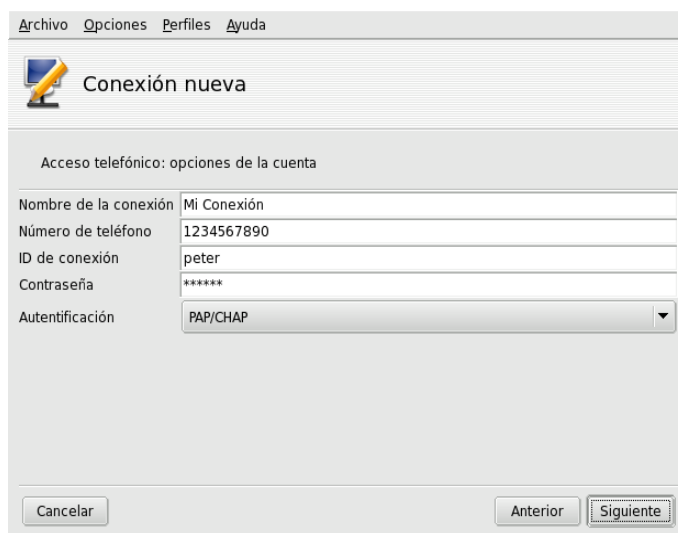 Archivo Opciones Perfiles Ayuda
Conexión nueva
Acceso telefónico: opciones de la cuenta
Nombre de la conexión Mi Conexión
Número de teléfono 1234567890
ID de conexión peter
Contraseña ******
Autentificación PAP/CHAP
Cancelar Anterior Siguiente